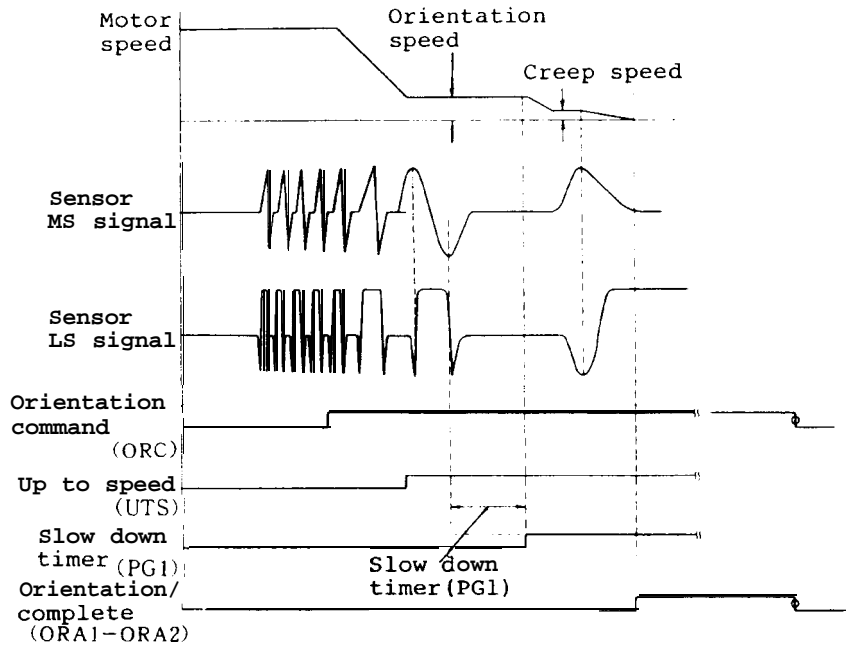 Motor
speed
Orientation
speed
Creep speed
Sensor
MS signal
Sensor
LS signal
Orientation
command
(ORC)
Up to speed
(UTS)
Slow down
timer (PG1)
Slow down
timer(PG1)
Orientation/
complete
(ORA1-ORA2)